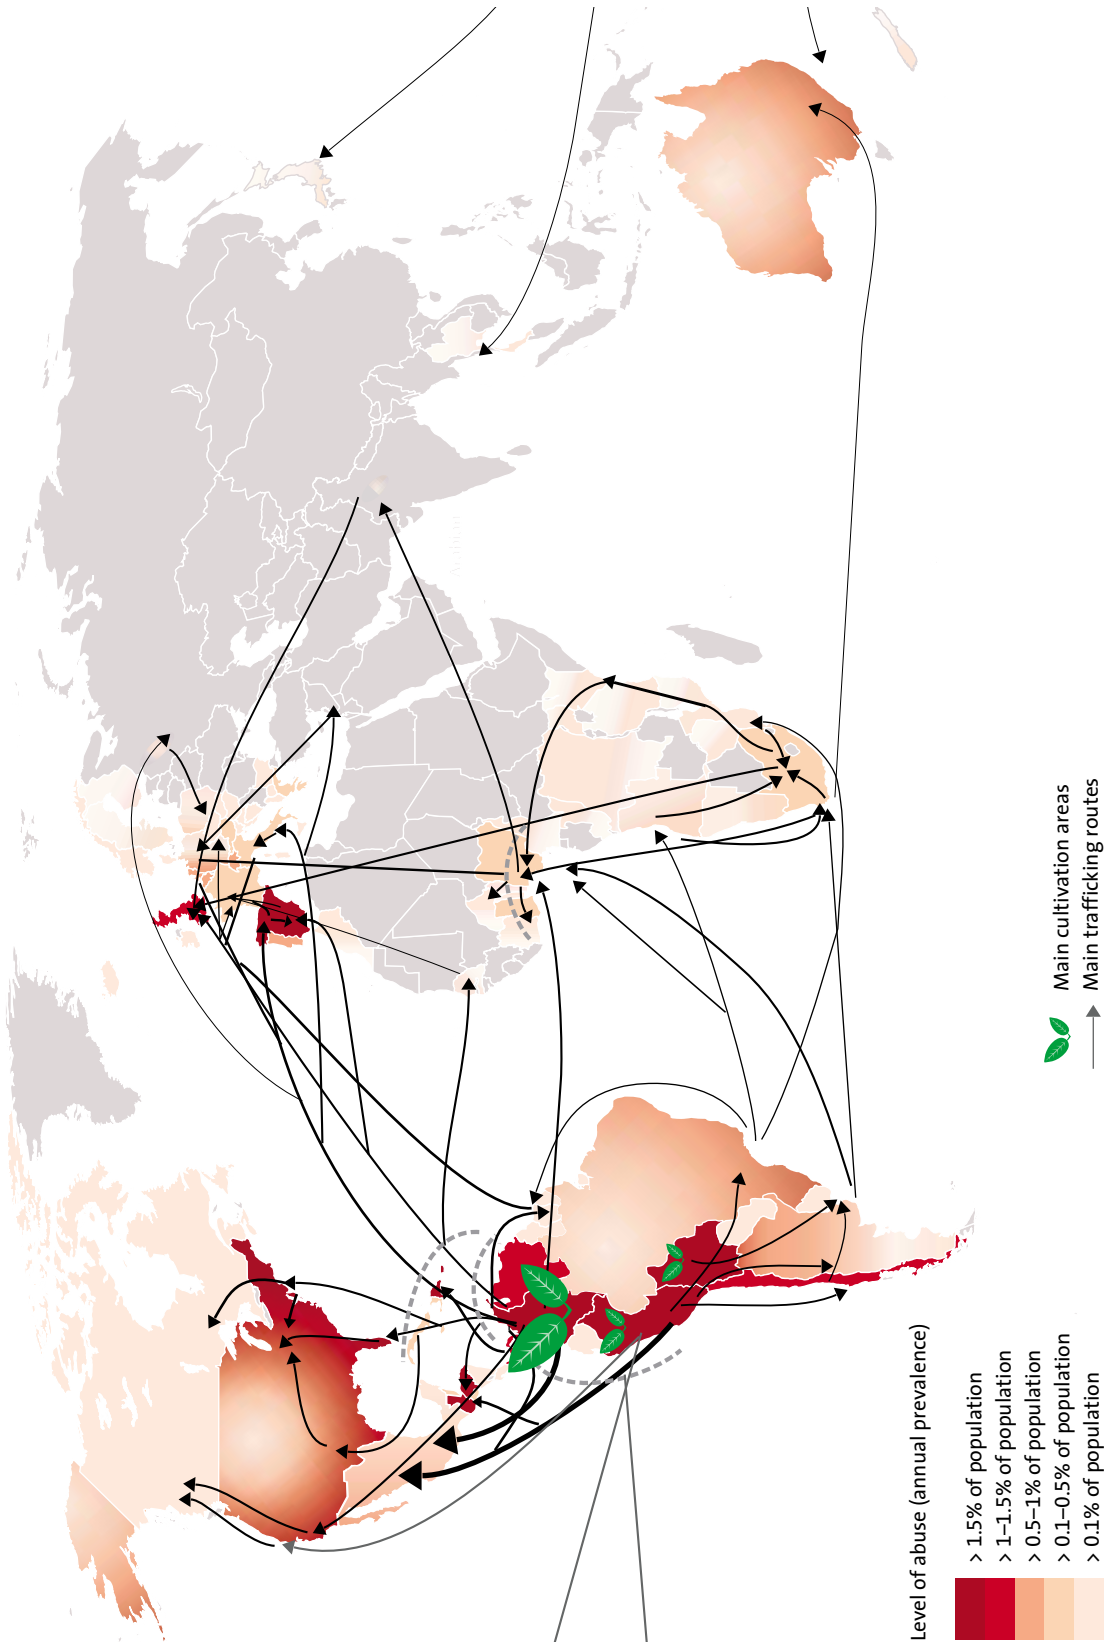 Level of abuse (annual prevalence)
> 1.5% of population
> 1–1.5% of population
> 0.5–1% of population
> 0.1–0.5% of population
> 0.1% of population
Main cultivation areas
Main trafficking routes